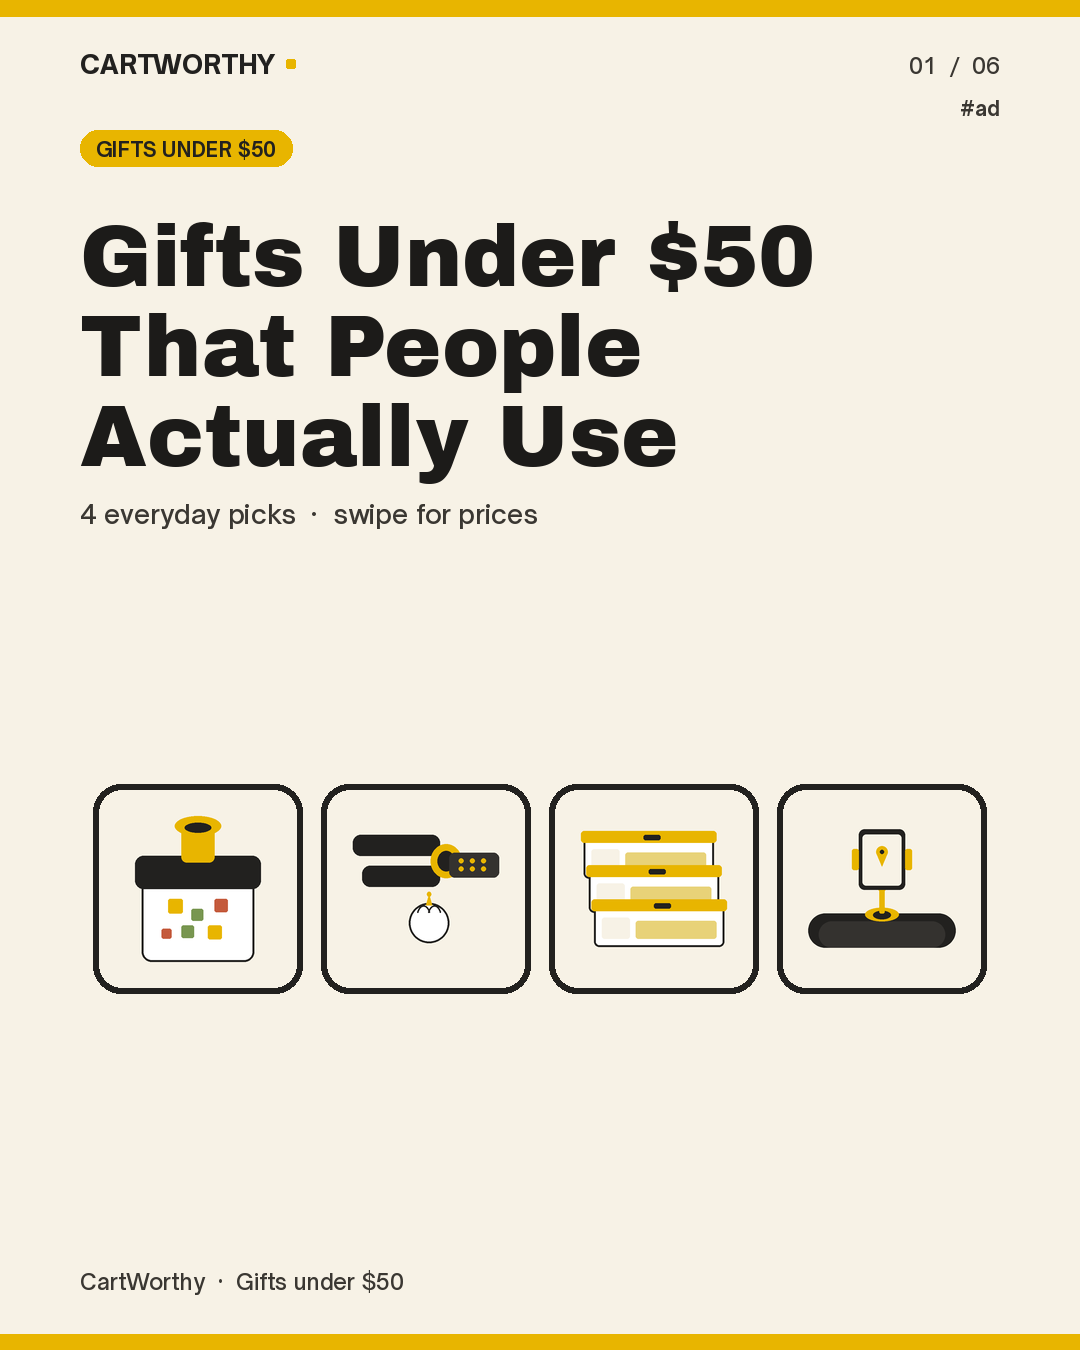 CARTWORTHY
01 / 06
#ad
GIFTS UNDER $50
Gifts Under $50
That People
Actually Use
4 everyday picks · swipe for prices
CartWorthy · Gifts under $50